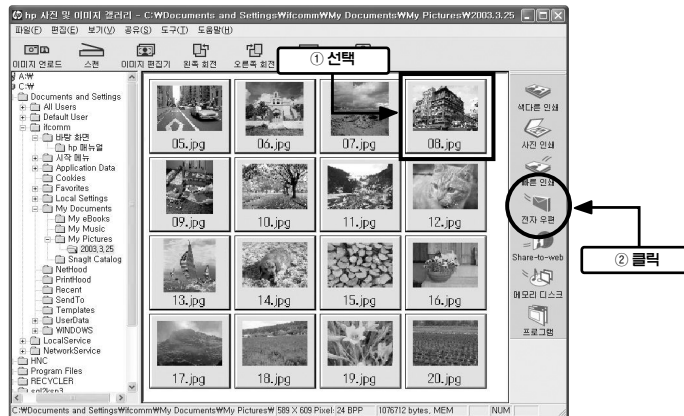 hp 사진 및 이미지 갤러리 - C:₩Documents and Settings₩ifcomm₩My Documents₩My Pictures₩2003.3.25
파일(F) 편집(E) 보기(V) 공유(S) 도구(T) 도움말(H)
이미지 언로드 스캔 이미지 편집기 왼쪽 회전 오른쪽 회전
① 선택
A:₩
C:₩
Documents and Settings
All Users
Default User
ifcomm
바탕 화면
hp 매뉴얼
시작 메뉴
Application Data
Cookies
Favorites
Local Settings
My Documents
My eBooks
My Music
My Pictures
2003.3.25
SnagIt Catalog
NetHood
PrintHood
Recent
SendTo
Templates
UserData
WINDOWS
LocalService
NetworkService
HNC
Program Files
RECYCLER
05.jpg 06.jpg 07.jpg 08.jpg
09.jpg 10.jpg 11.jpg 12.jpg
13.jpg 14.jpg 15.jpg 16.jpg
17.jpg 18.jpg 19.jpg 20.jpg
색다른 인쇄
사진 인쇄
빠른 인쇄
전자 우편
Share-to-web
메모리 디스크
프로그램
② 클릭
C:₩Documents and Settings₩ifcomm₩My Documents₩My Pictures₩ 589 X 609 Pixel: 24 BPP 1076712 bytes, MEM NUM